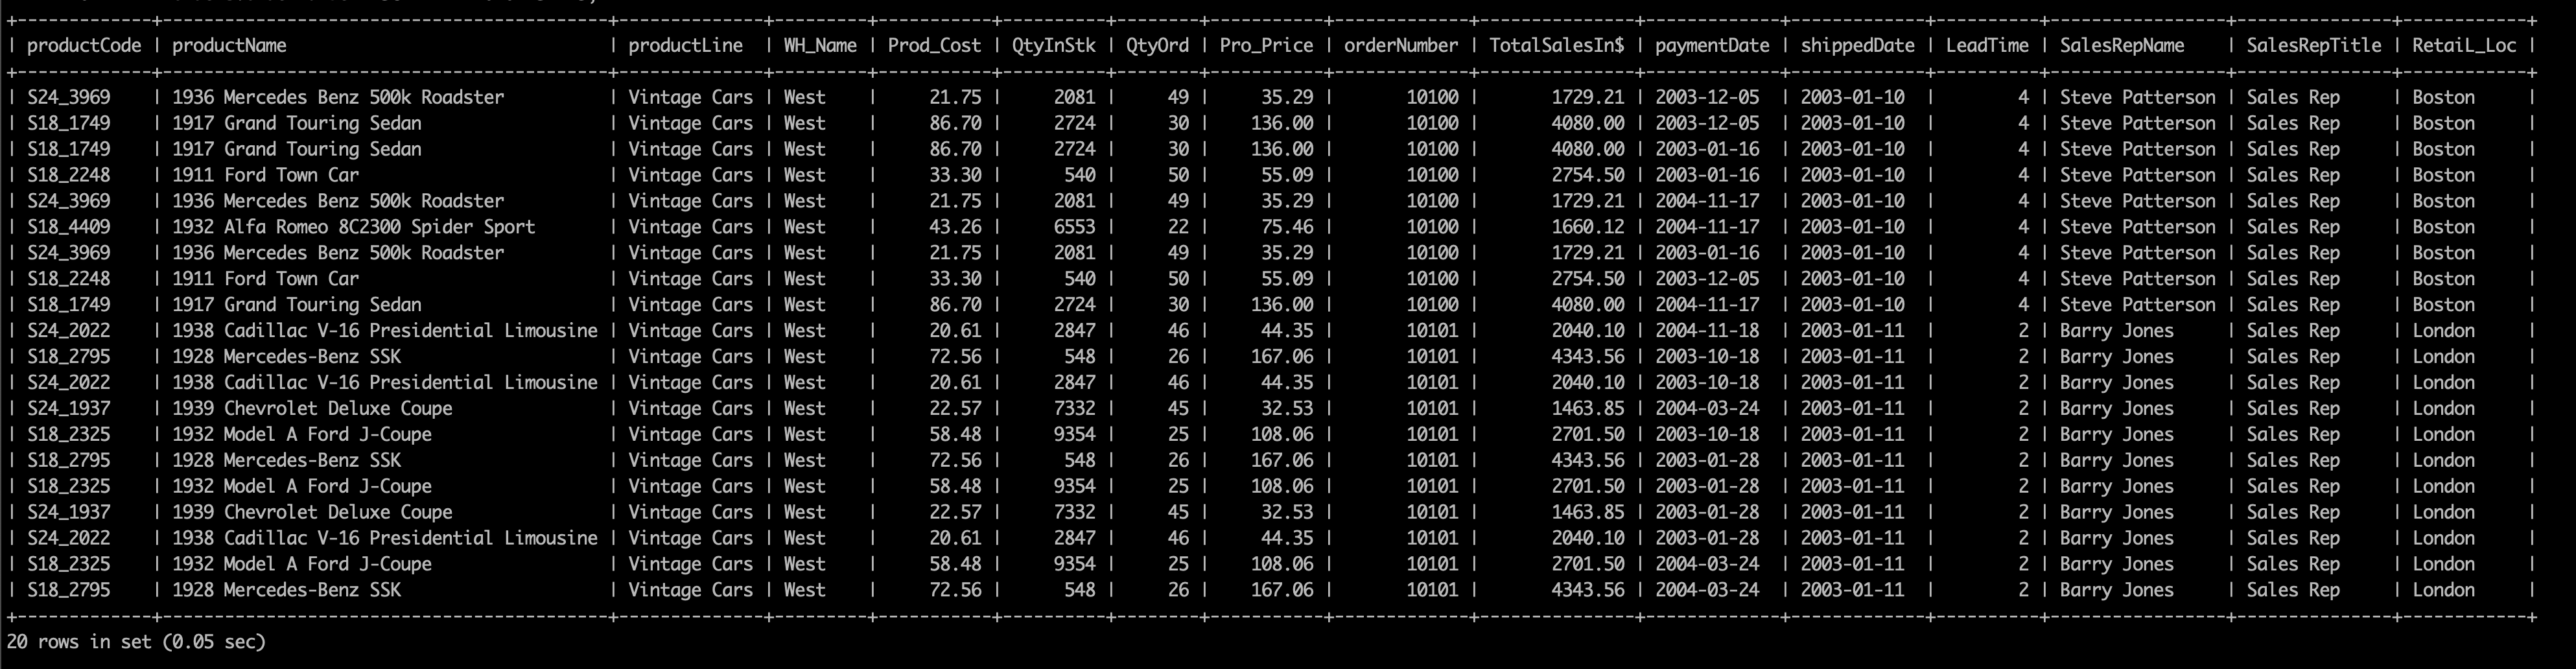 | productCode | productName | productLine | WH_Name | Prod_Cost | QtyInStk | QtyOrd | Pro_Price | orderNumber | TotalSalesIn$ | paymentDate | shippedDate | LeadTime | SalesRepName | SalesRepTitle | RetaiL_Loc |
| S24_3969 | 1936 Mercedes Benz 500k Roadster | Vintage Cars | West | 21.75 | 2081 | 49 | 35.29 | 10100 | 1729.21 | 2003-12-05 | 2003-01-10 | 4 | Steve Patterson | Sales Rep | Boston |
| S18_1749 | 1917 Grand Touring Sedan | Vintage Cars | West | 86.70 | 2724 | 30 | 136.00 | 10100 | 4080.00 | 2003-12-05 | 2003-01-10 | 4 | Steve Patterson | Sales Rep | Boston |
| S18_1749 | 1917 Grand Touring Sedan | Vintage Cars | West | 86.70 | 2724 | 30 | 136.00 | 10100 | 4080.00 | 2003-01-16 | 2003-01-10 | 4 | Steve Patterson | Sales Rep | Boston |
| S18_2248 | 1911 Ford Town Car | Vintage Cars | West | 33.30 | 540 | 50 | 55.09 | 10100 | 2754.50 | 2003-01-16 | 2003-01-10 | 4 | Steve Patterson | Sales Rep | Boston |
| S24_3969 | 1936 Mercedes Benz 500k Roadster | Vintage Cars | West | 21.75 | 2081 | 49 | 35.29 | 10100 | 1729.21 | 2004-11-17 | 2003-01-10 | 4 | Steve Patterson | Sales Rep | Boston |
| S18_4409 | 1932 Alfa Romeo 8C2300 Spider Sport | Vintage Cars | West | 43.26 | 6553 | 22 | 75.46 | 10100 | 1660.12 | 2004-11-17 | 2003-01-10 | 4 | Steve Patterson | Sales Rep | Boston |
| S24_3969 | 1936 Mercedes Benz 500k Roadster | Vintage Cars | West | 21.75 | 2081 | 49 | 35.29 | 10100 | 1729.21 | 2003-01-16 | 2003-01-10 | 4 | Steve Patterson | Sales Rep | Boston |
| S18_2248 | 1911 Ford Town Car | Vintage Cars | West | 33.30 | 540 | 50 | 55.09 | 10100 | 2754.50 | 2003-12-05 | 2003-01-10 | 4 | Steve Patterson | Sales Rep | Boston |
| S18_1749 | 1917 Grand Touring Sedan | Vintage Cars | West | 86.70 | 2724 | 30 | 136.00 | 10100 | 4080.00 | 2004-11-17 | 2003-01-10 | 4 | Steve Patterson | Sales Rep | Boston |
| S24_2022 | 1938 Cadillac V-16 Presidential Limousine | Vintage Cars | West | 20.61 | 2847 | 46 | 44.35 | 10101 | 2040.10 | 2004-11-18 | 2003-01-11 | 2 | Barry Jones | Sales Rep | London |
| S18_2795 | 1928 Mercedes-Benz SSK | Vintage Cars | West | 72.56 | 548 | 26 | 167.06 | 10101 | 4343.56 | 2003-10-18 | 2003-01-11 | 2 | Barry Jones | Sales Rep | London |
| S24_2022 | 1938 Cadillac V-16 Presidential Limousine | Vintage Cars | West | 20.61 | 2847 | 46 | 44.35 | 10101 | 2040.10 | 2003-10-18 | 2003-01-11 | 2 | Barry Jones | Sales Rep | London |
| S24_1937 | 1939 Chevrolet Deluxe Coupe | Vintage Cars | West | 22.57 | 7332 | 45 | 32.53 | 10101 | 1463.85 | 2004-03-24 | 2003-01-11 | 2 | Barry Jones | Sales Rep | London |
| S18_2325 | 1932 Model A Ford J-Coupe | Vintage Cars | West | 58.48 | 9354 | 25 | 108.06 | 10101 | 2701.50 | 2003-10-18 | 2003-01-11 | 2 | Barry Jones | Sales Rep | London |
| S18_2795 | 1928 Mercedes-Benz SSK | Vintage Cars | West | 72.56 | 548 | 26 | 167.06 | 10101 | 4343.56 | 2003-01-28 | 2003-01-11 | 2 | Barry Jones | Sales Rep | London |
| S18_2325 | 1932 Model A Ford J-Coupe | Vintage Cars | West | 58.48 | 9354 | 25 | 108.06 | 10101 | 2701.50 | 2003-01-28 | 2003-01-11 | 2 | Barry Jones | Sales Rep | London |
| S24_1937 | 1939 Chevrolet Deluxe Coupe | Vintage Cars | West | 22.57 | 7332 | 45 | 32.53 | 10101 | 1463.85 | 2003-01-28 | 2003-01-11 | 2 | Barry Jones | Sales Rep | London |
| S24_2022 | 1938 Cadillac V-16 Presidential Limousine | Vintage Cars | West | 20.61 | 2847 | 46 | 44.35 | 10101 | 2040.10 | 2003-01-28 | 2003-01-11 | 2 | Barry Jones | Sales Rep | London |
| S18_2325 | 1932 Model A Ford J-Coupe | Vintage Cars | West | 58.48 | 9354 | 25 | 108.06 | 10101 | 2701.50 | 2004-03-24 | 2003-01-11 | 2 | Barry Jones | Sales Rep | London |
| S18_2795 | 1928 Mercedes-Benz SSK | Vintage Cars | West | 72.56 | 548 | 26 | 167.06 | 10101 | 4343.56 | 2004-03-24 | 2003-01-11 | 2 | Barry Jones | Sales Rep | London |
20 rows in set (0.05 sec)